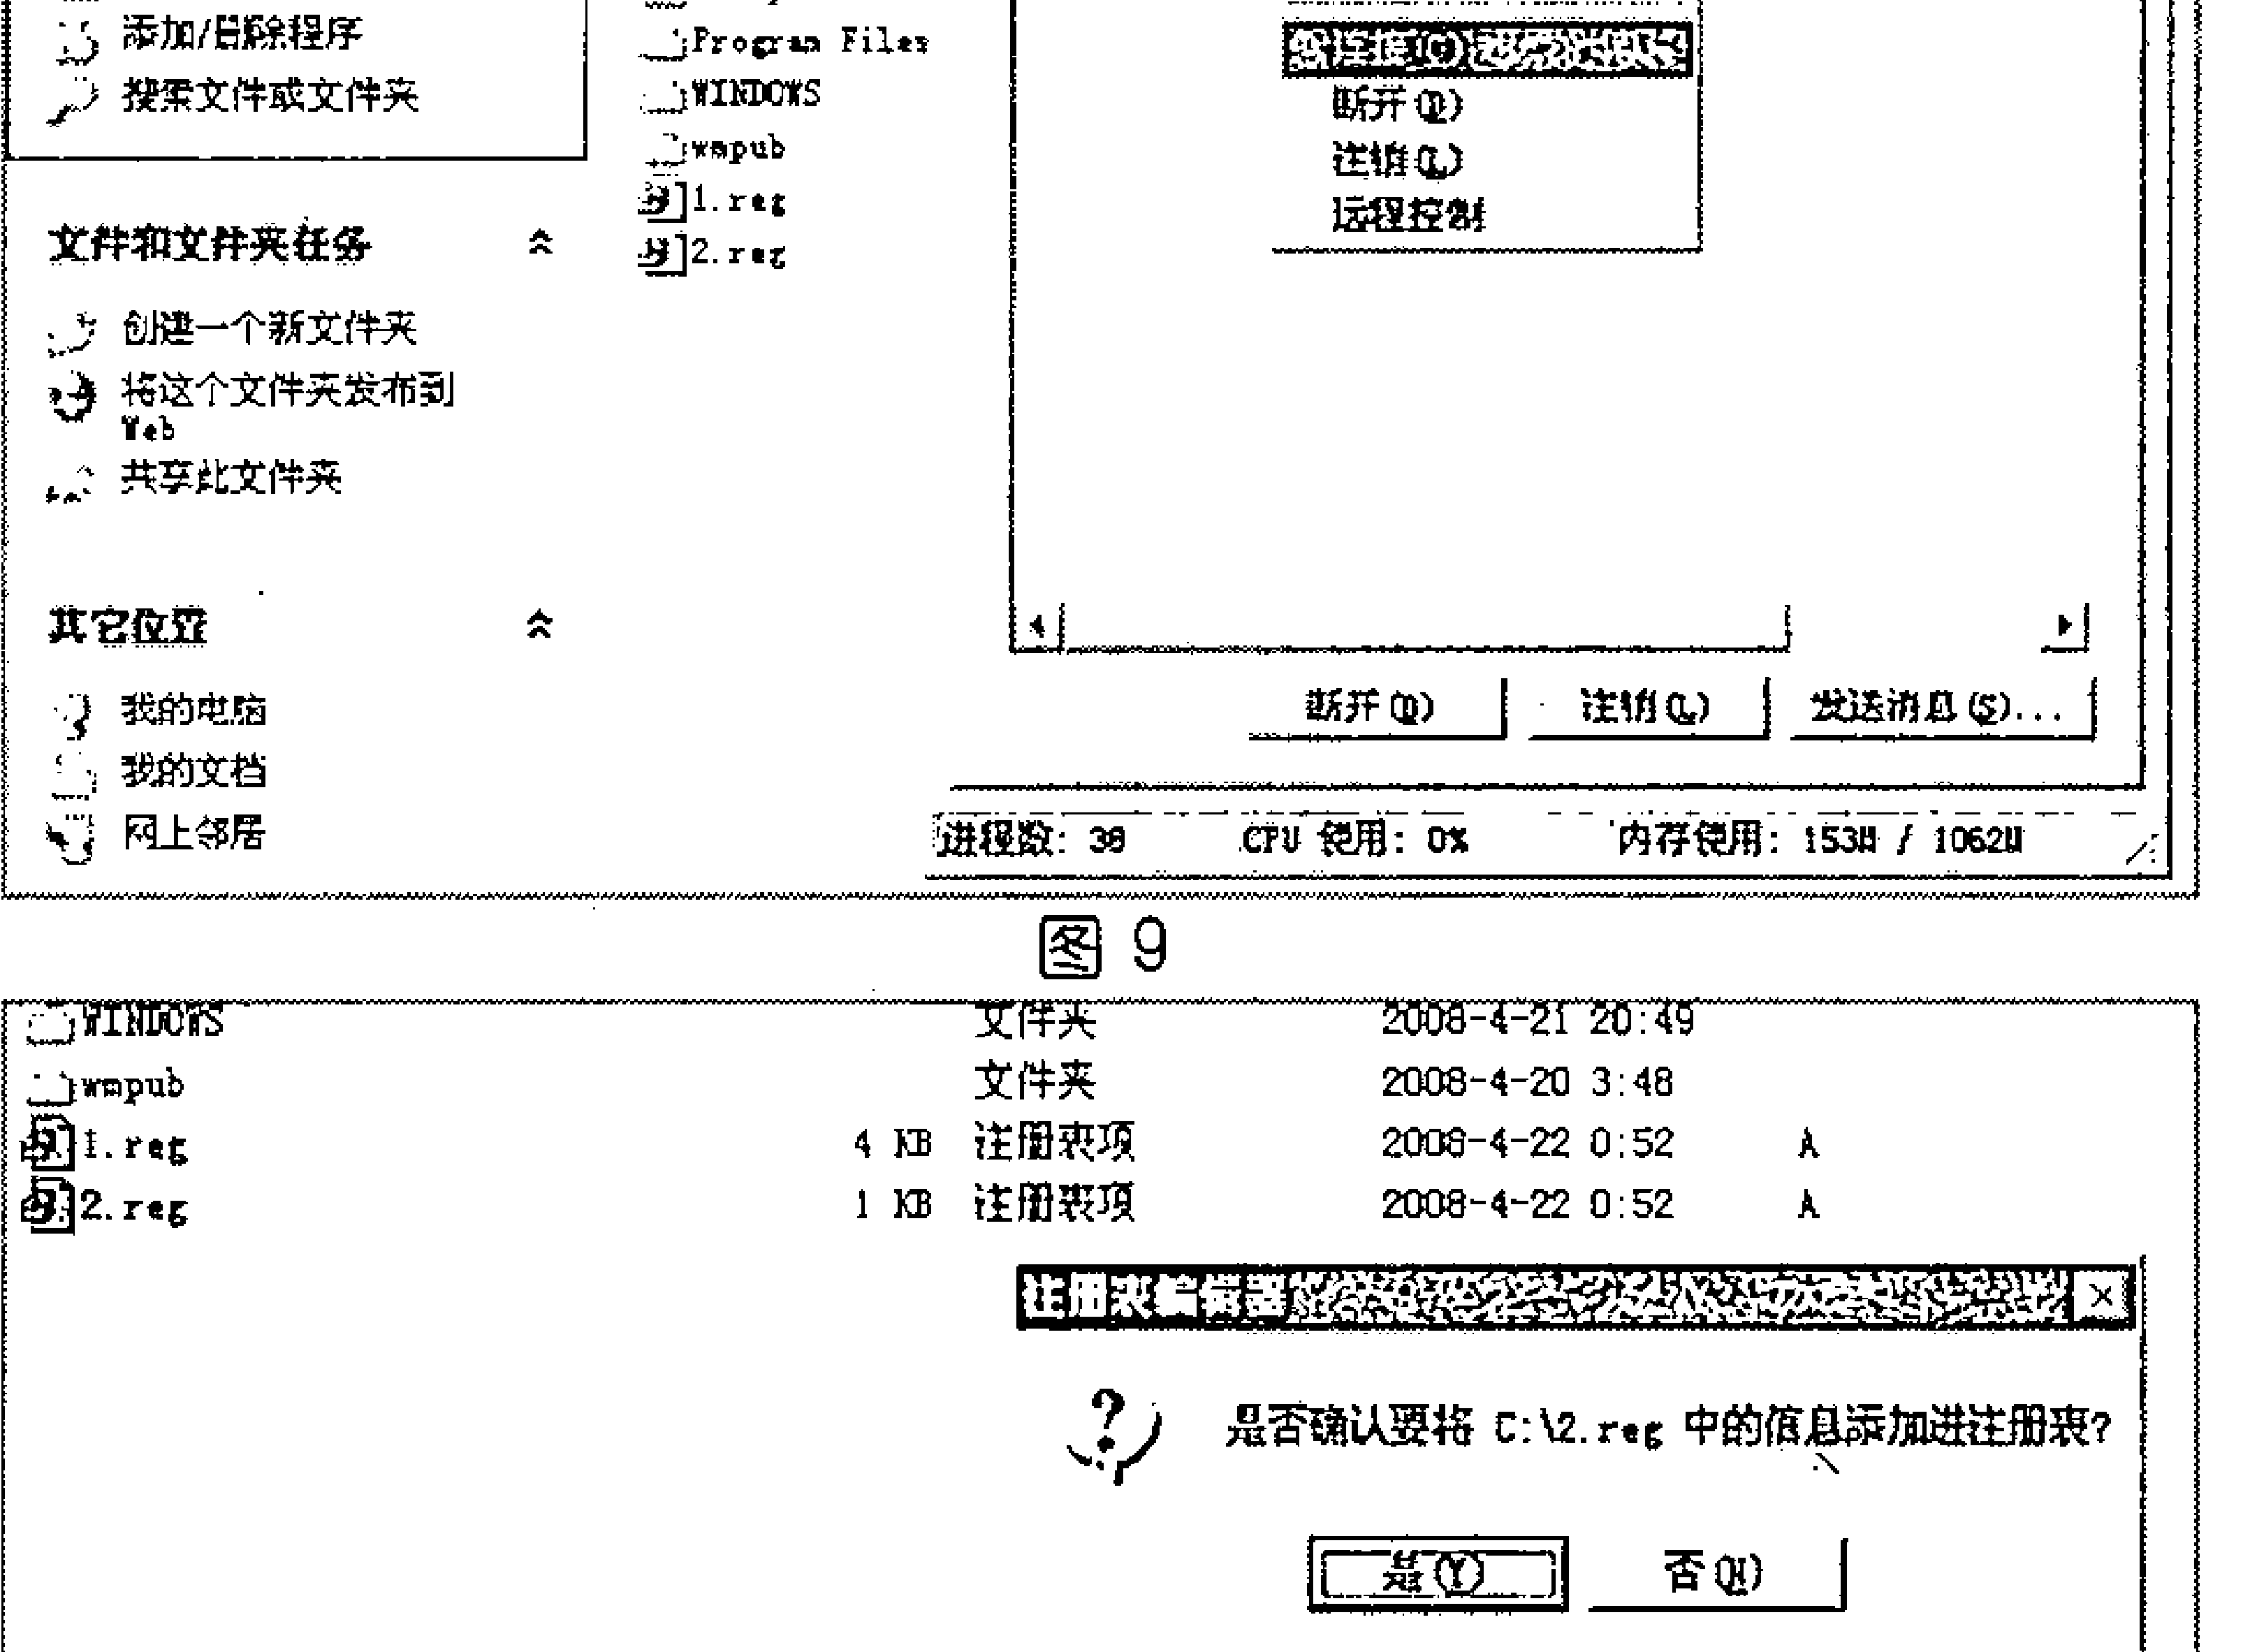 添加/删除程序
搜索文件或文件夹
文件和文件夹任务
创建一个新文件夹
将这个文件夹发布到
Web
共享此文件夹
其它位置
我的电脑
我的文档
网上邻居
Program Files
WINDOWS
wmpub
1.reg
2.reg
连接(C)
断开(D)
注销(L)
远程控制
断开(D) 注销(L) 发送消息(S)...
进程数: 38 CPU 使用: 0% 内存使用: 153M / 1062M
图 9
WINDOWS 文件夹 2008-4-21 20:49
wmpub 文件夹 2008-4-20 3:48
1.reg 4 KB 注册表项 2008-4-22 0:52 A
2.reg 1 KB 注册表项 2008-4-22 0:52 A
注册表编辑器
是否确认要将 C:\2.reg 中的信息添加进注册表?
是(Y) 否(N)